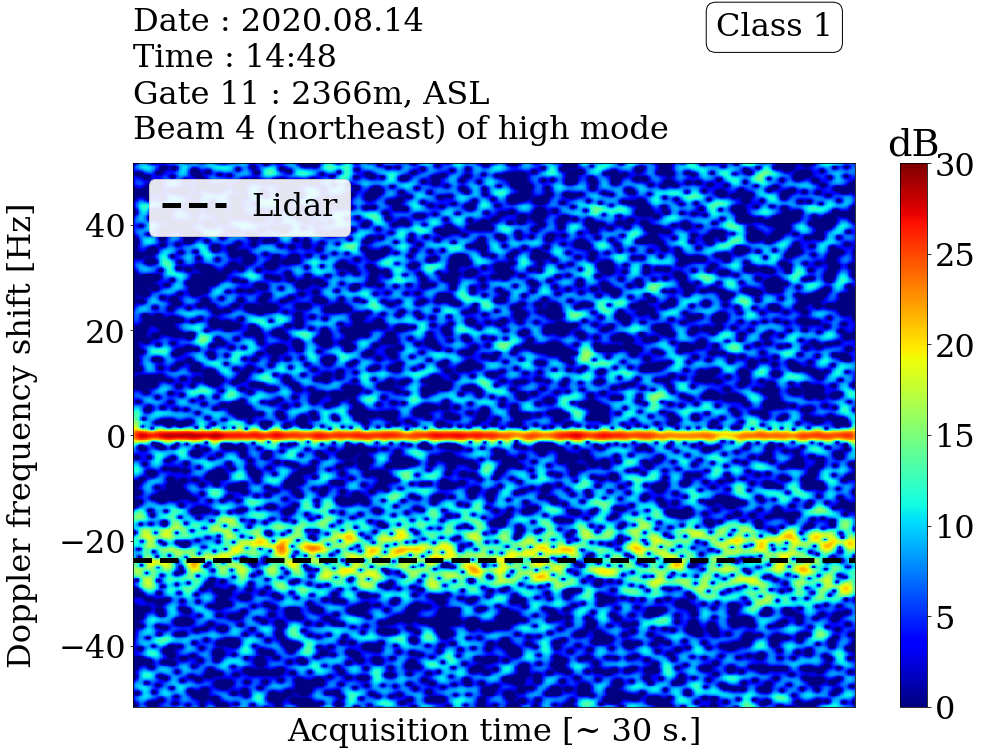 Date : 2020.08.14
Time : 14:48
Gate 11 : 2366m, ASL
Beam 4 (northeast) of high mode
Class 1
dB
Lidar
Doppler frequency shift [Hz]
40
20
0
−20
−40
30
25
20
15
10
5
0
Acquisition time [~ 30 s.]